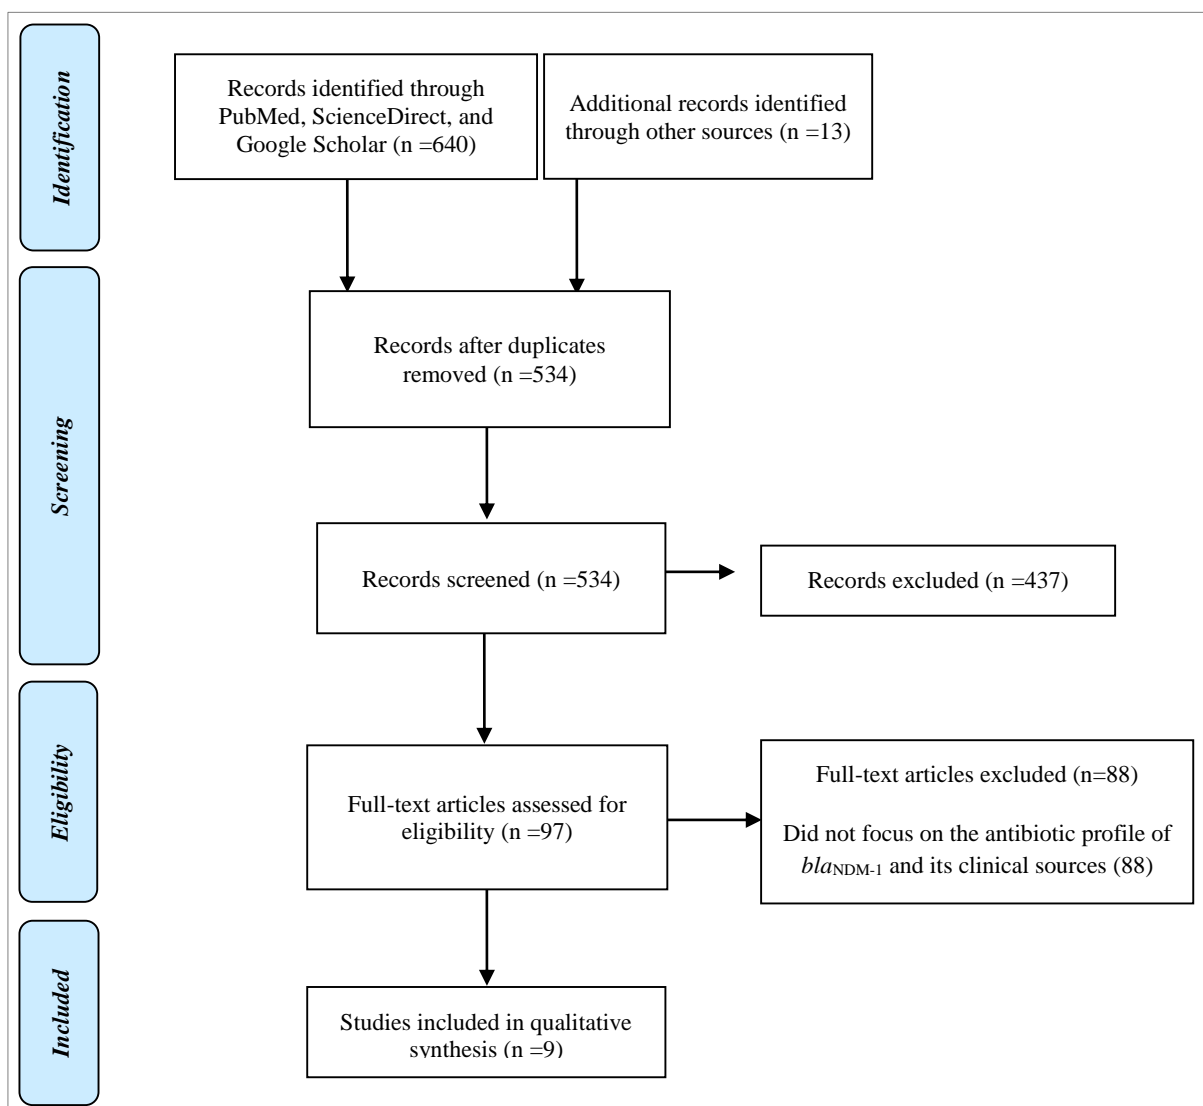 Identification
Records identified through
PubMed, ScienceDirect, and
Google Scholar (n =640)
Additional records identified
through other sources (n =13)
Screening
Records after duplicates
removed (n =534)
Records screened (n =534)
Records excluded (n =437)
Eligibility
Full-text articles assessed for
eligibility (n =97)
Full-text articles excluded (n=88)
Did not focus on the antibiotic profile of
blaNDM-1 and its clinical sources (88)
Included
Studies included in qualitative
synthesis (n =9)